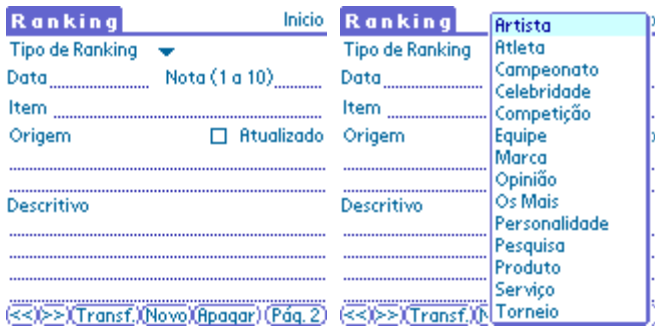 Ranking Inicio
Tipo de Ranking
Data Nota (1 a 10)
Item
Origem Atualizado
Descritivo
<< >> Transf. Novo Apagar Pág. 2
Ranking
Tipo de Ranking
Data
Item
Origem
Descritivo
<< >> Transf.
Artista
Atleta
Campeonato
Celebridade
Competição
Equipe
Marca
Opinião
Os Mais
Personalidade
Pesquisa
Produto
Serviço
Torneio